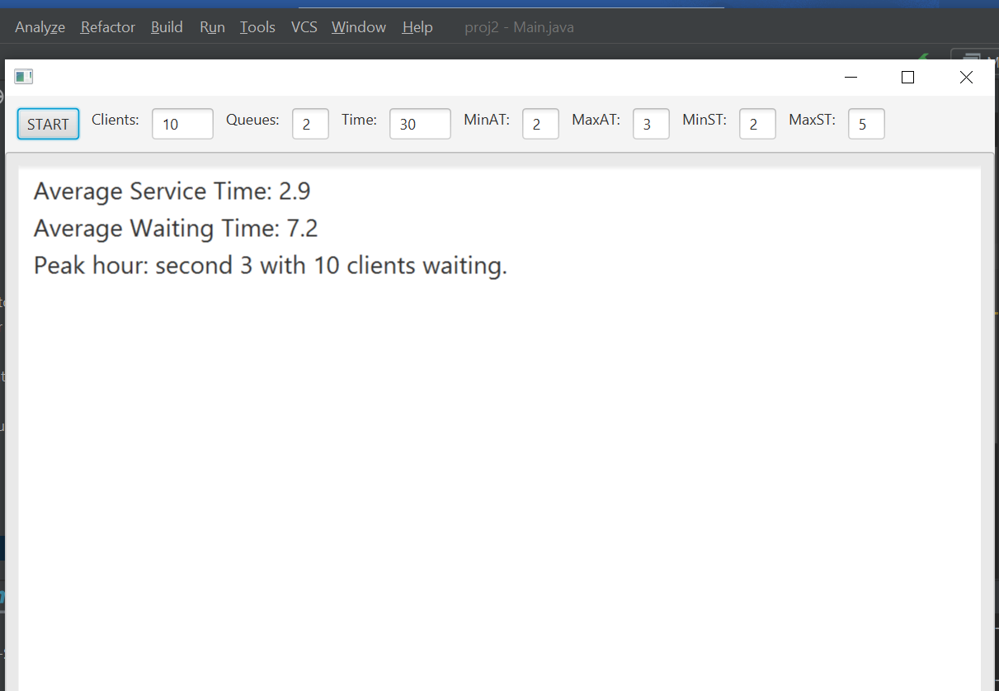 Analyze Refactor Build Run Tools VCS Window Help proj2 - Main.java
START Clients: 10 Queues: 2 Time: 30 MinAT: 2 MaxAT: 3 MinST: 2 MaxST: 5
Average Service Time: 2.9
Average Waiting Time: 7.2
Peak hour: second 3 with 10 clients waiting.